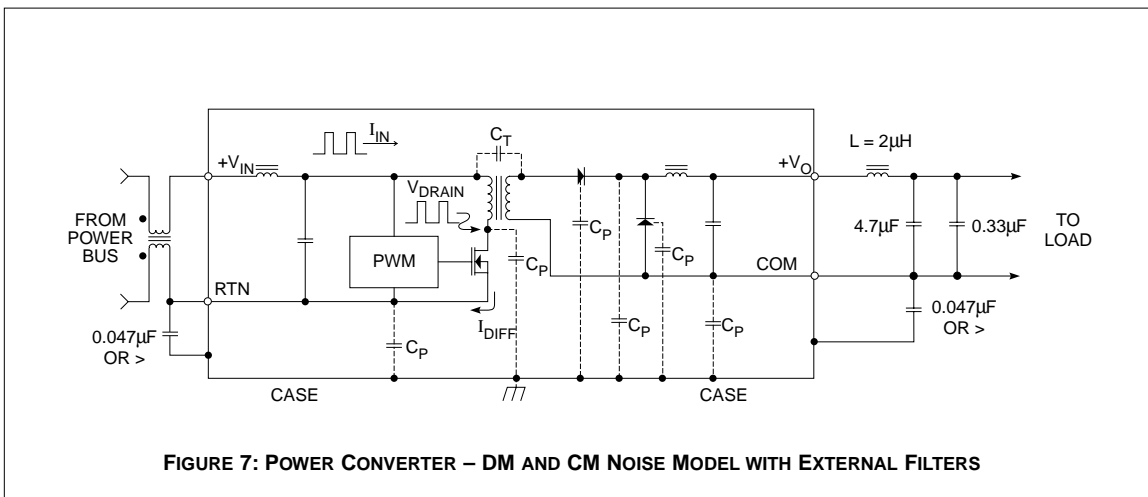 I_IN
C_T
+V_IN
V_DRAIN
+V_O
L = 2µH
FROM
POWER
BUS
PWM
C_P
C_P
C_P
4.7µF
0.33µF
TO
LOAD
COM
RTN
I_DIFF
0.047µF
OR >
C_P
C_P
C_P
0.047µF
OR >
CASE
CASE
FIGURE 7: POWER CONVERTER – DM AND CM NOISE MODEL WITH EXTERNAL FILTERS